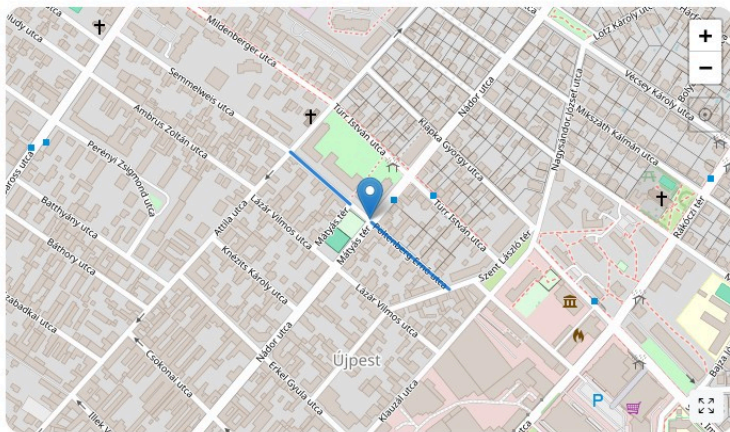 Lotz Károly utca
Mildenberger utca
Vécsey Károly utca
Semmelweis utca
Nádor utca
Nagysándor József utca
Türr István utca
Klapka György utca
Mikszáth Kálmán utca
Ambrus Zoltán utca
Perényi Zsigmond utca
Attila utca
Lázár Vilmos utca
Mátyás tér
Mátyás tér
Türr István utca
Rákóczi tér
Batthyány utca
Báthory utca
Knézits Károly utca
Szent László tér
Lázár Vilmos utca
Csokonai utca
Nádor utca
Erkel Gyula utca
Újpest
Klauzál utca
P
+
−